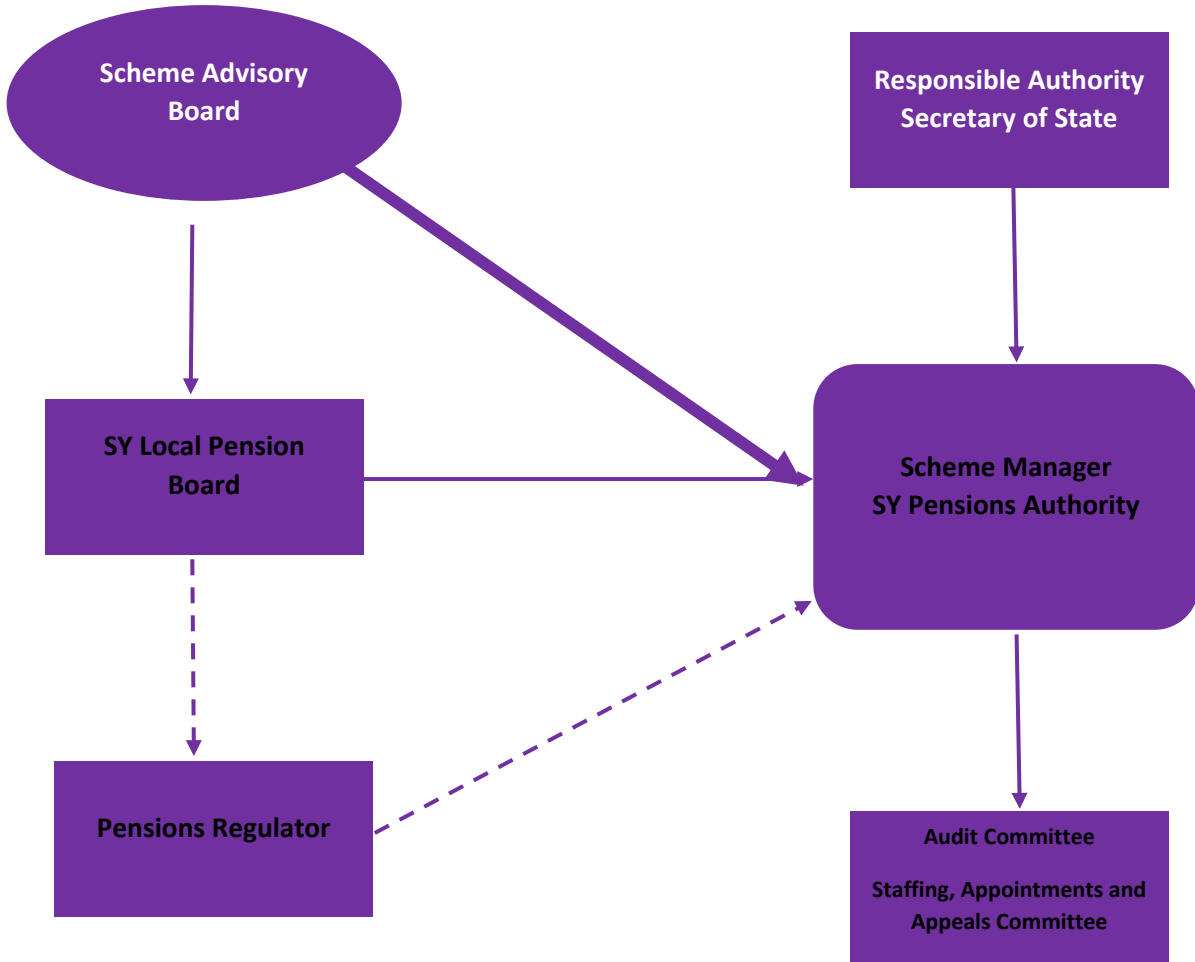 Scheme Advisory
Board
Responsible Authority
Secretary of State
SY Local Pension
Board
Scheme Manager
SY Pensions Authority
Pensions Regulator
Audit Committee
Staffing, Appointments and
Appeals Committee